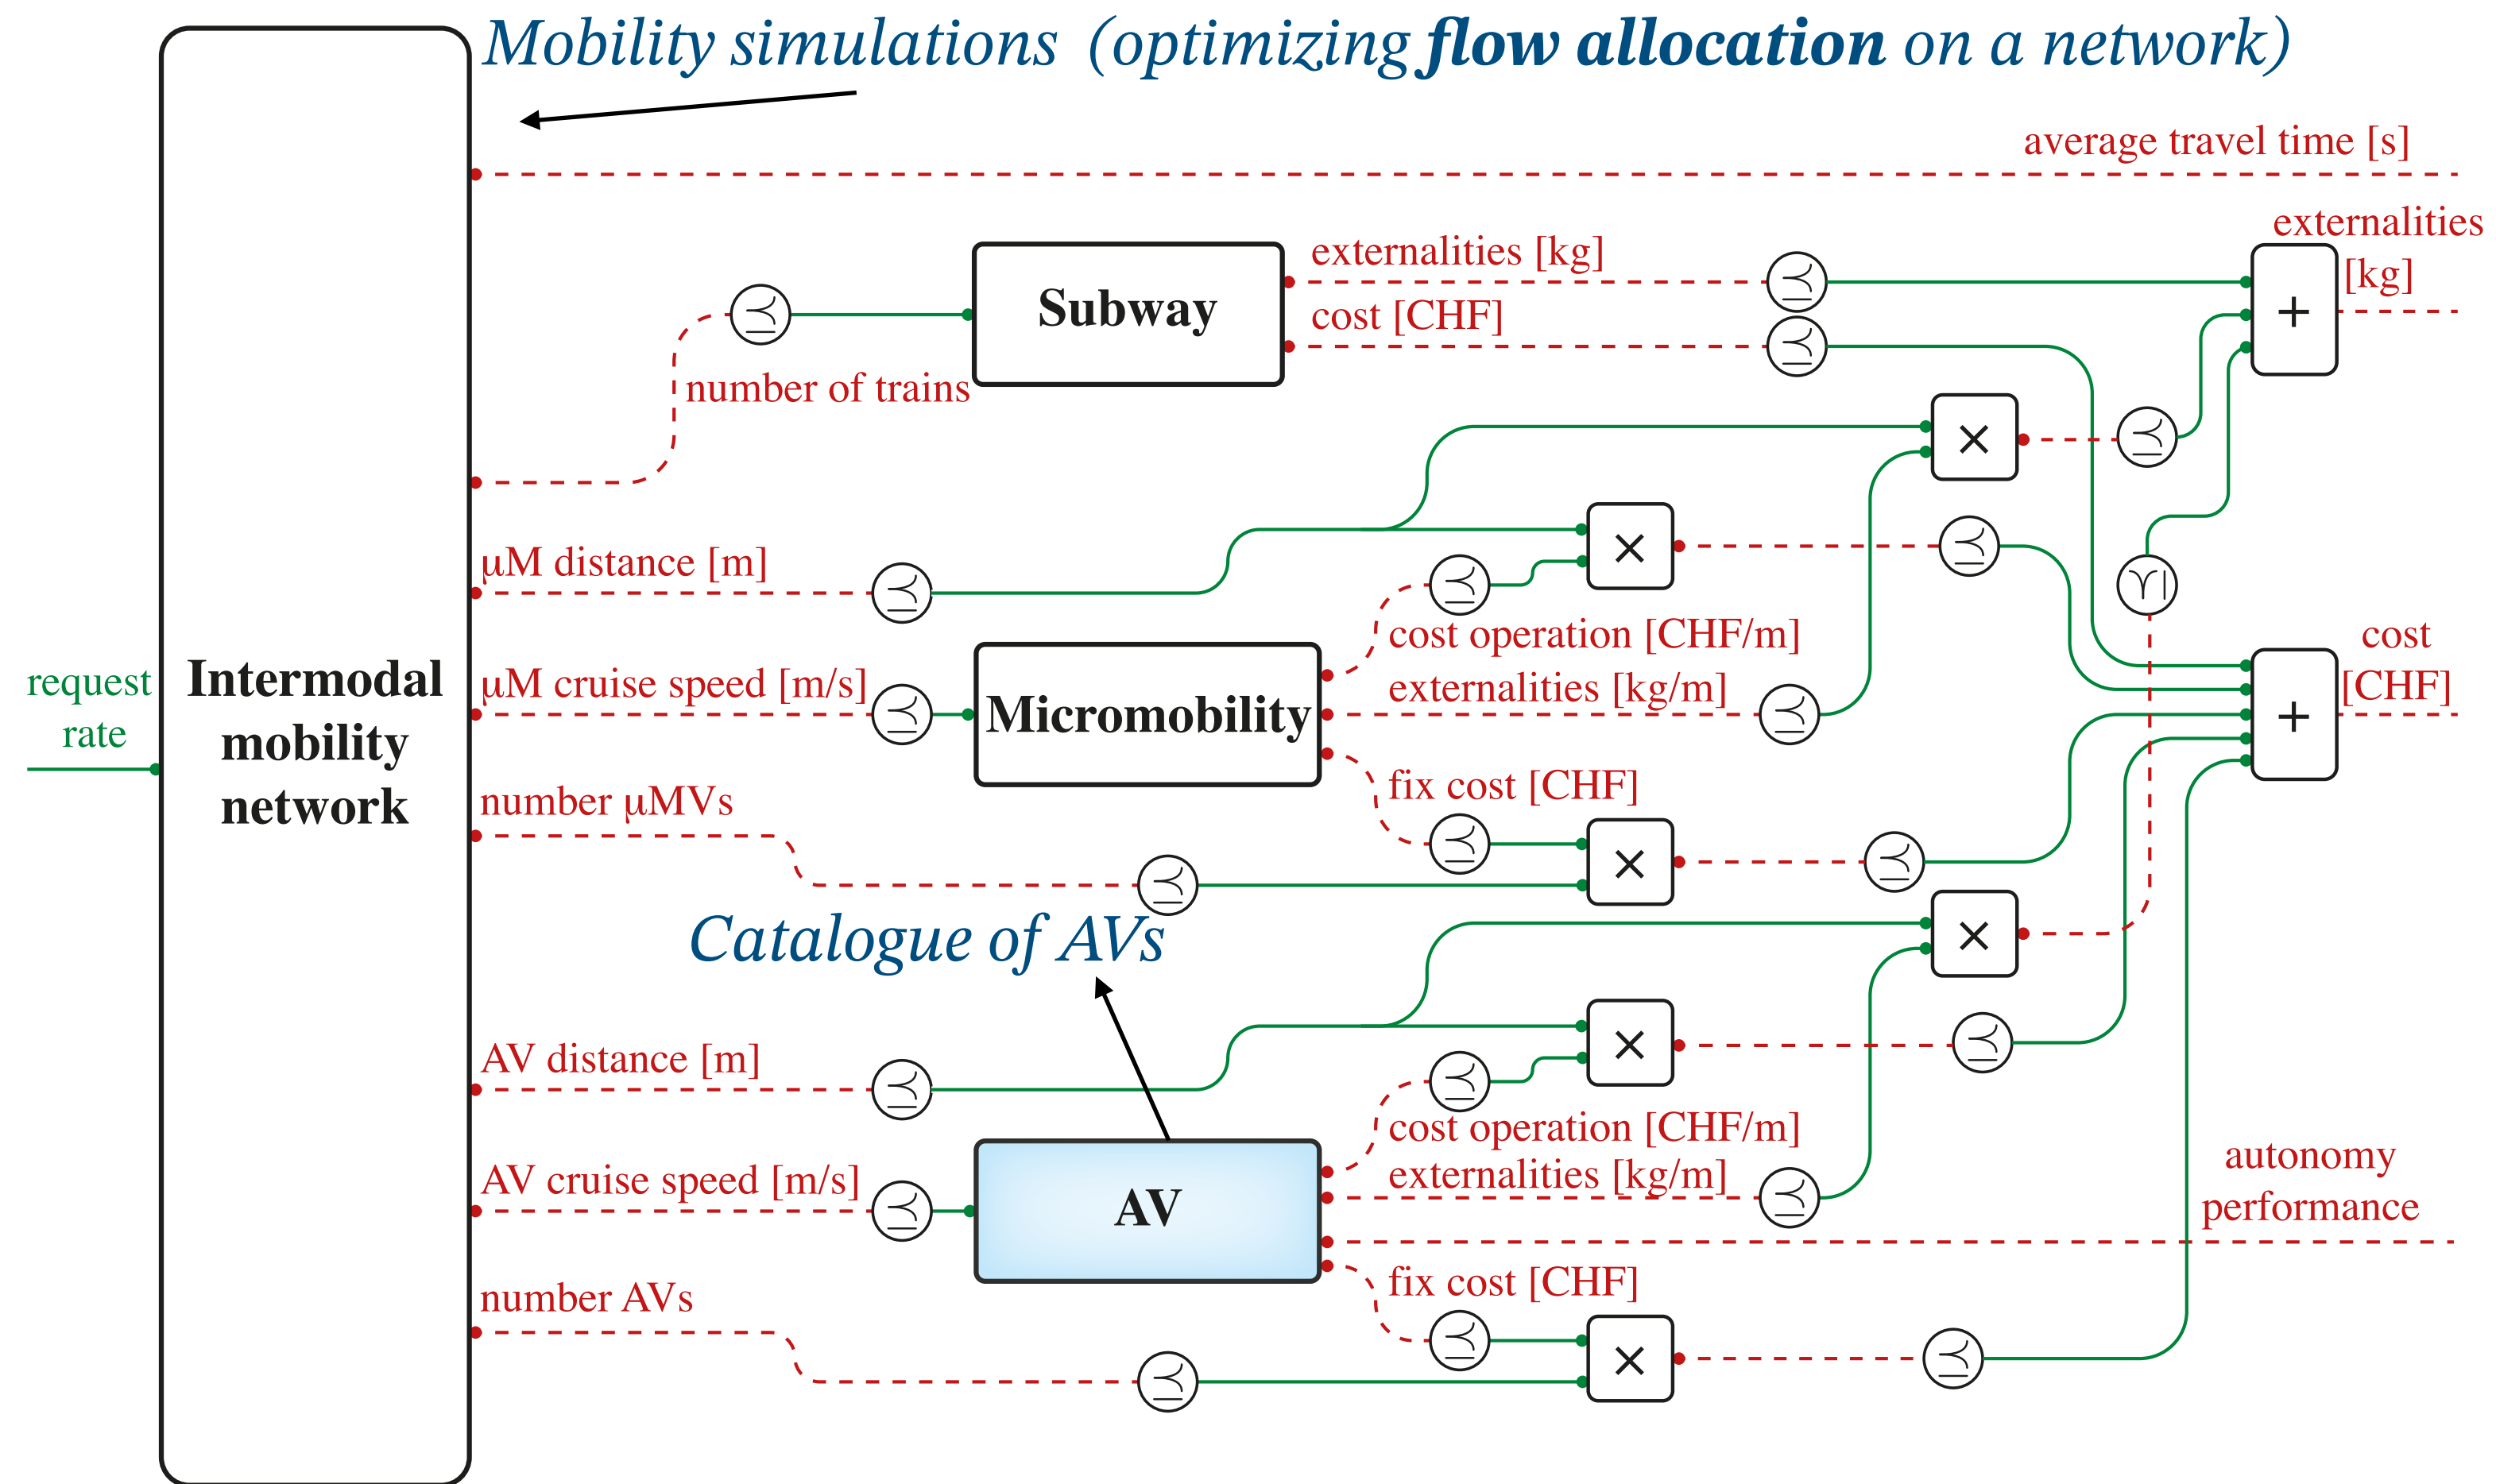 Mobility simulations (optimizing flow allocation on a network)
average travel time [s]
externalities
[kg]
externalities [kg]
cost [CHF]
Subway
+
⪯
⪯
⪯
number of trains
×
⪯
×
⪯
⪯
µM distance [m]
⪯
⪯
cost operation [CHF/m]
cost
[CHF]
+
request
rate
Intermodal
mobility
network
µM cruise speed [m/s]
⪯
Micromobility
externalities [kg/m]
⪯
number µMVs
fix cost [CHF]
⪯
×
⪯
⪯
Catalogue of AVs
×
×
⪯
AV distance [m]
⪯
⪯
cost operation [CHF/m]
AV cruise speed [m/s]
⪯
AV
externalities [kg/m]
⪯
autonomy
performance
number AVs
fix cost [CHF]
⪯
×
⪯
⪯